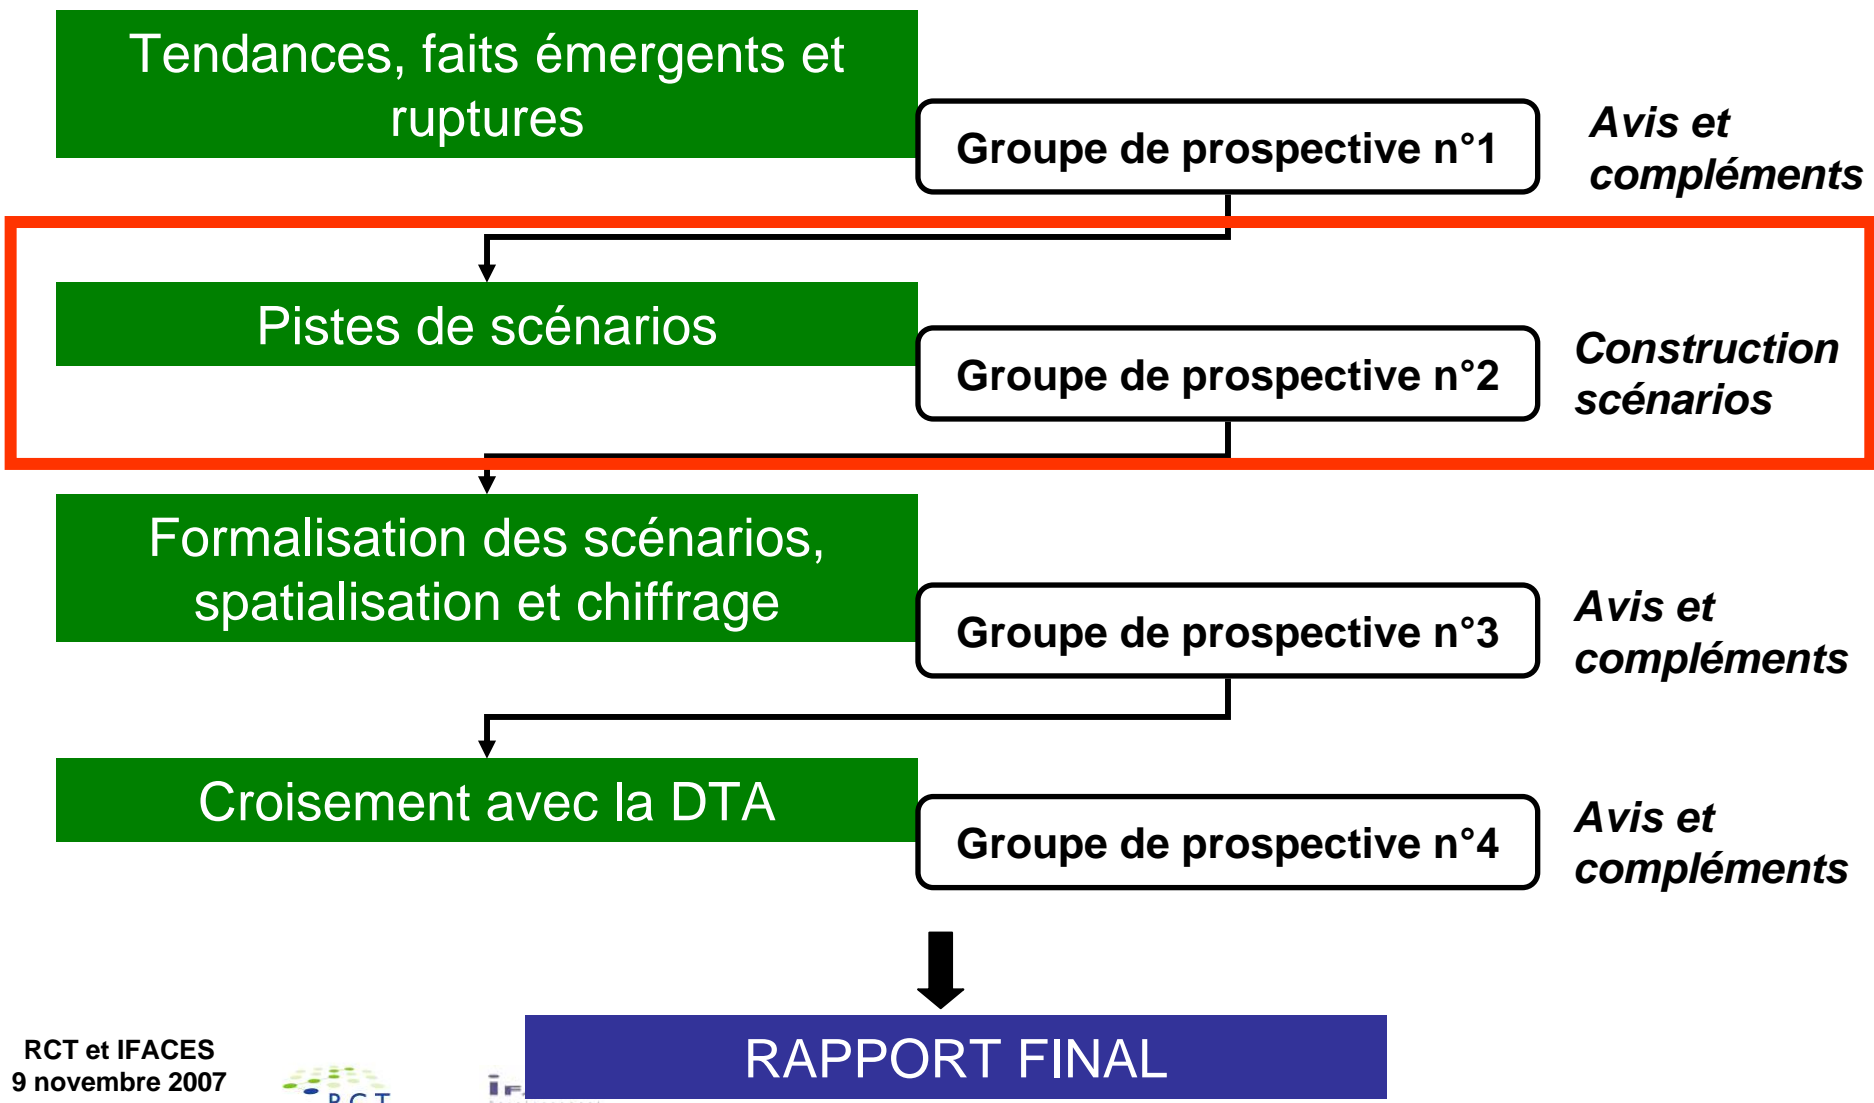 Tendances, faits émergents et
ruptures
Groupe de prospective n°1
Avis et
compléments
Pistes de scénarios
Groupe de prospective n°2
Construction
scénarios
Formalisation des scénarios,
spatialisation et chiffrage
Groupe de prospective n°3
Avis et
compléments
Croisement avec la DTA
Groupe de prospective n°4
Avis et
compléments
RAPPORT FINAL
RCT et IFACES
9 novembre 2007
RCT